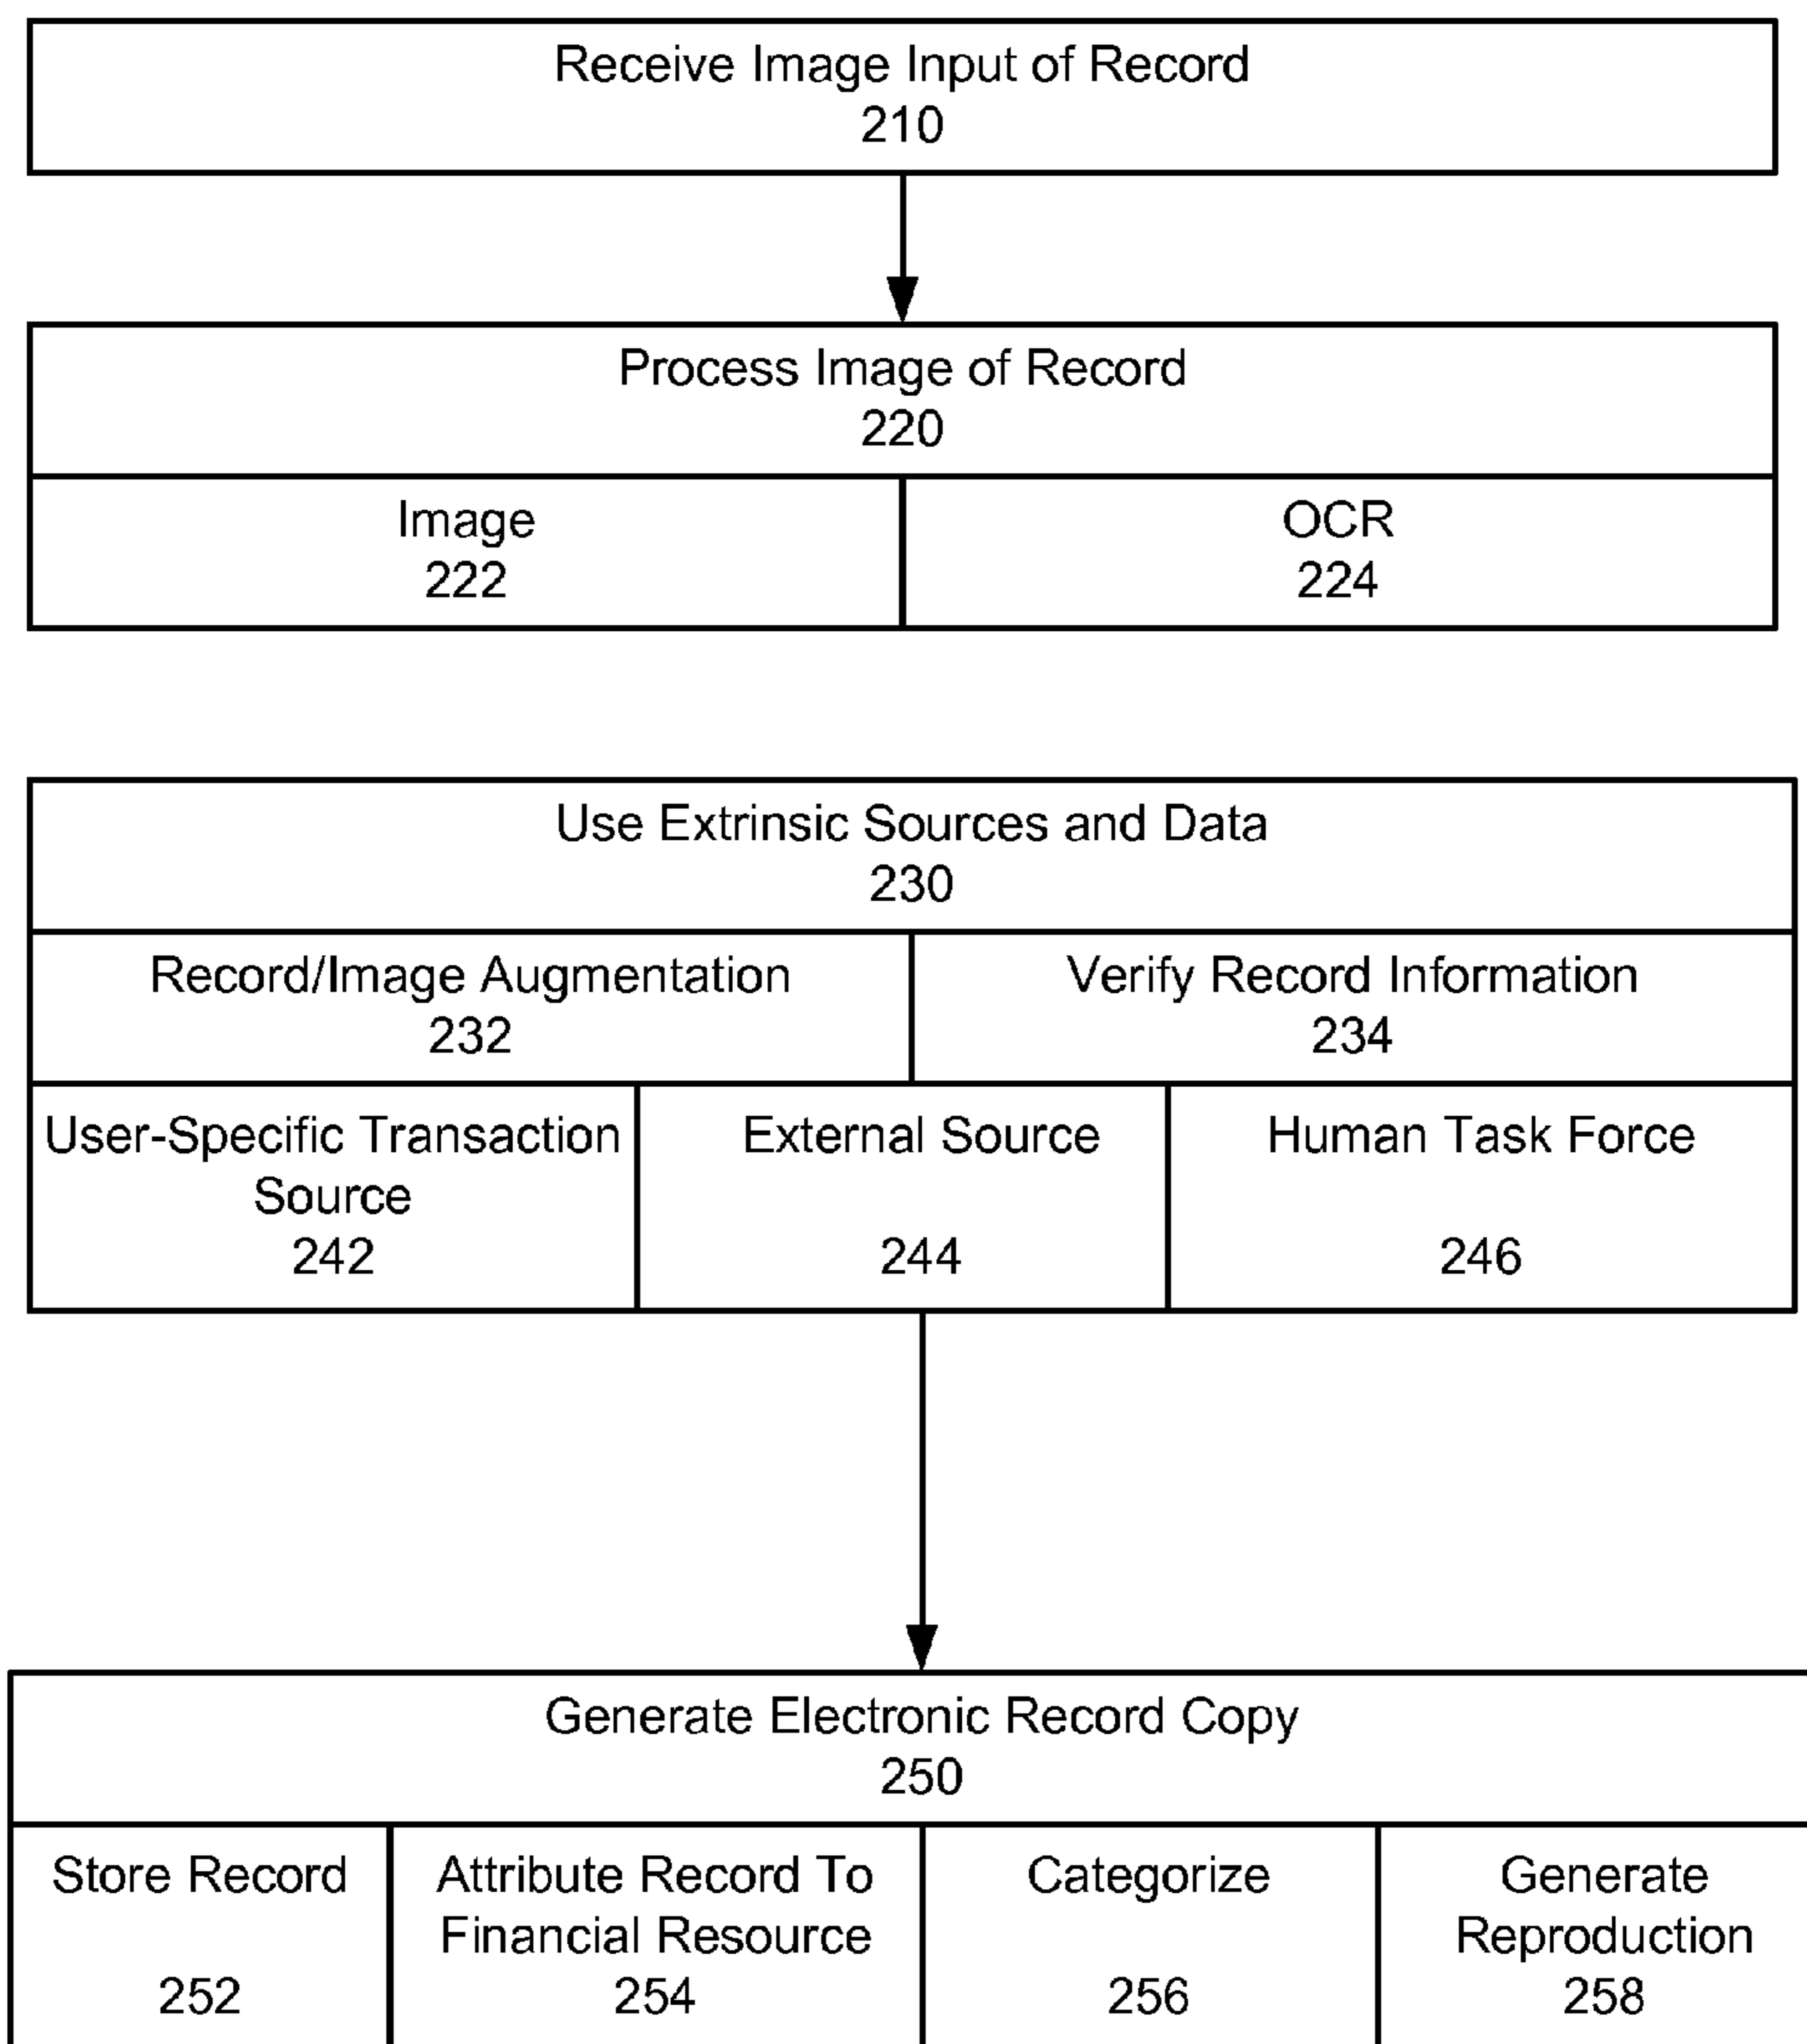 Receive Image Input of Record
210
Process Image of Record
220
Image
222
OCR
224
Use Extrinsic Sources and Data
230
Record/Image Augmentation
232
Verify Record Information
234
User-Specific Transaction
Source
242
External Source
244
Human Task Force
246
Generate Electronic Record Copy
250
Store Record
252
Attribute Record To
Financial Resource
254
Categorize
256
Generate
Reproduction
258